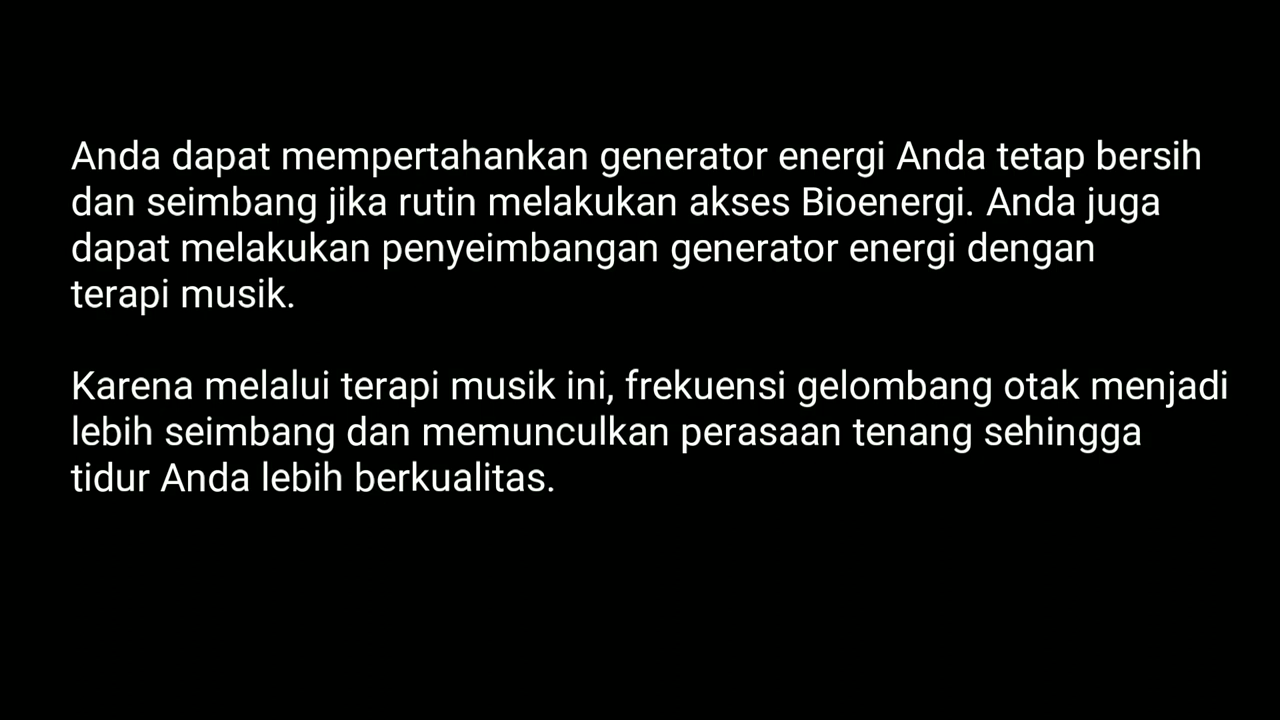 Anda dapat mempertahankan generator energi Anda tetap bersih
dan seimbang jika rutin melakukan akses Bioenergi. Anda juga
dapat melakukan penyeimbangan generator energi dengan
terapi musik.
Karena melalui terapi musik ini, frekuensi gelombang otak menjadi
lebih seimbang dan memunculkan perasaan tenang sehingga
tidur Anda lebih berkualitas.